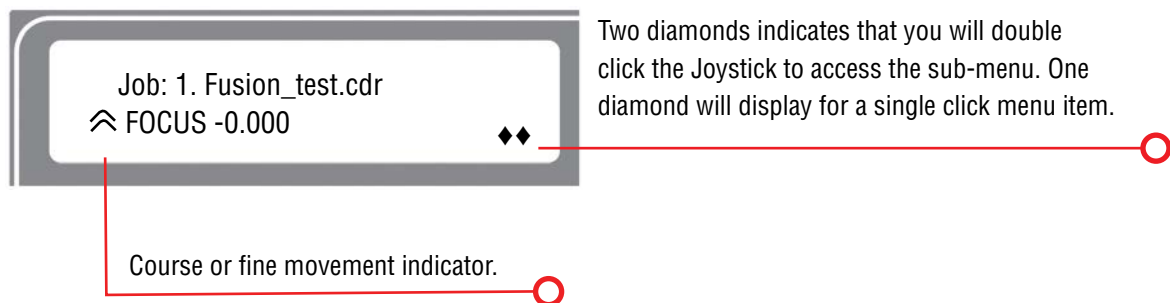 Job: 1. Fusion_test.cdr
FOCUS -0.000
♦♦
Two diamonds indicates that you will double
click the Joystick to access the sub-menu. One
diamond will display for a single click menu item.
Course or fine movement indicator.